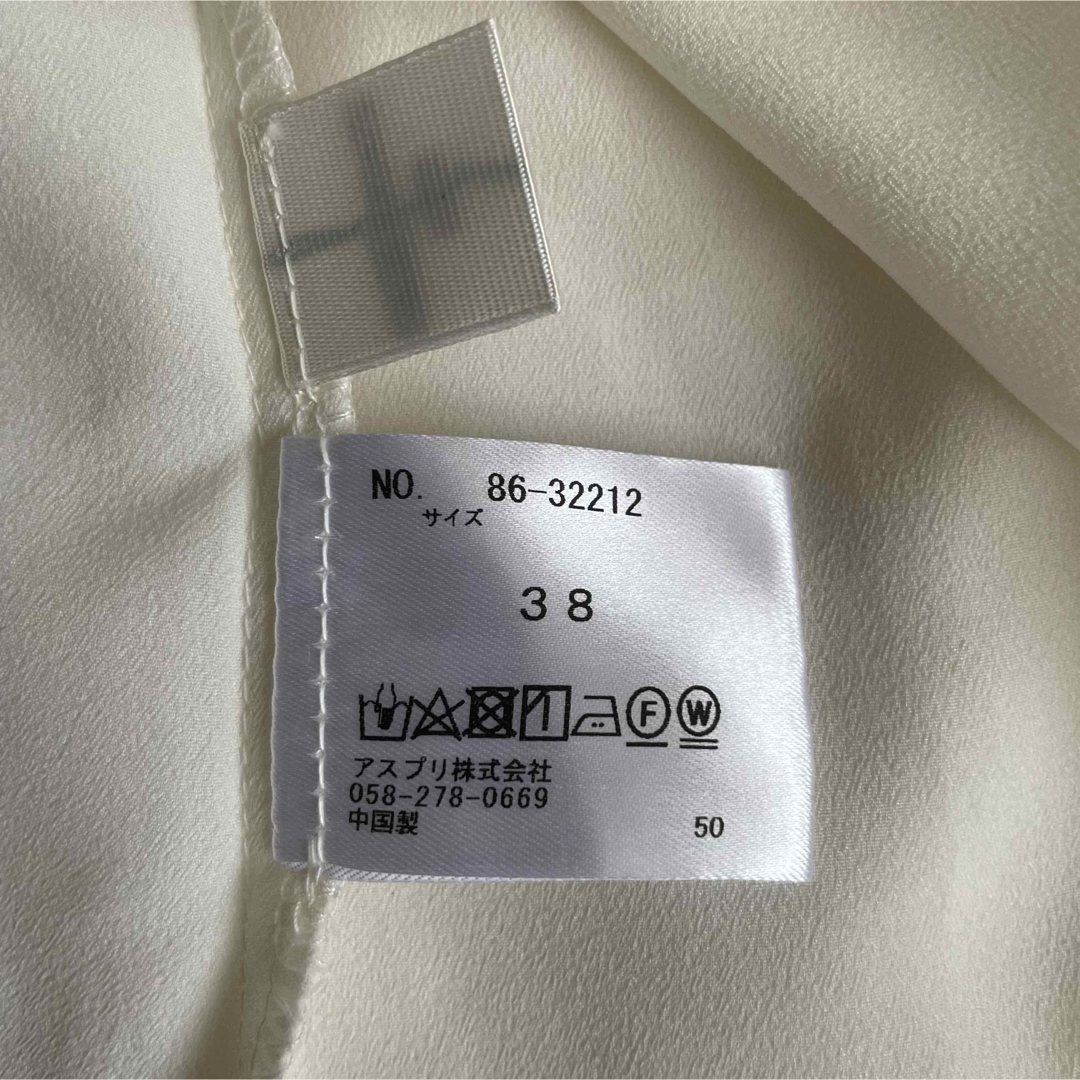 NO. 86-32212
サイズ
38
F W
アスプリ株式会社
058-278-0669
中国製 50